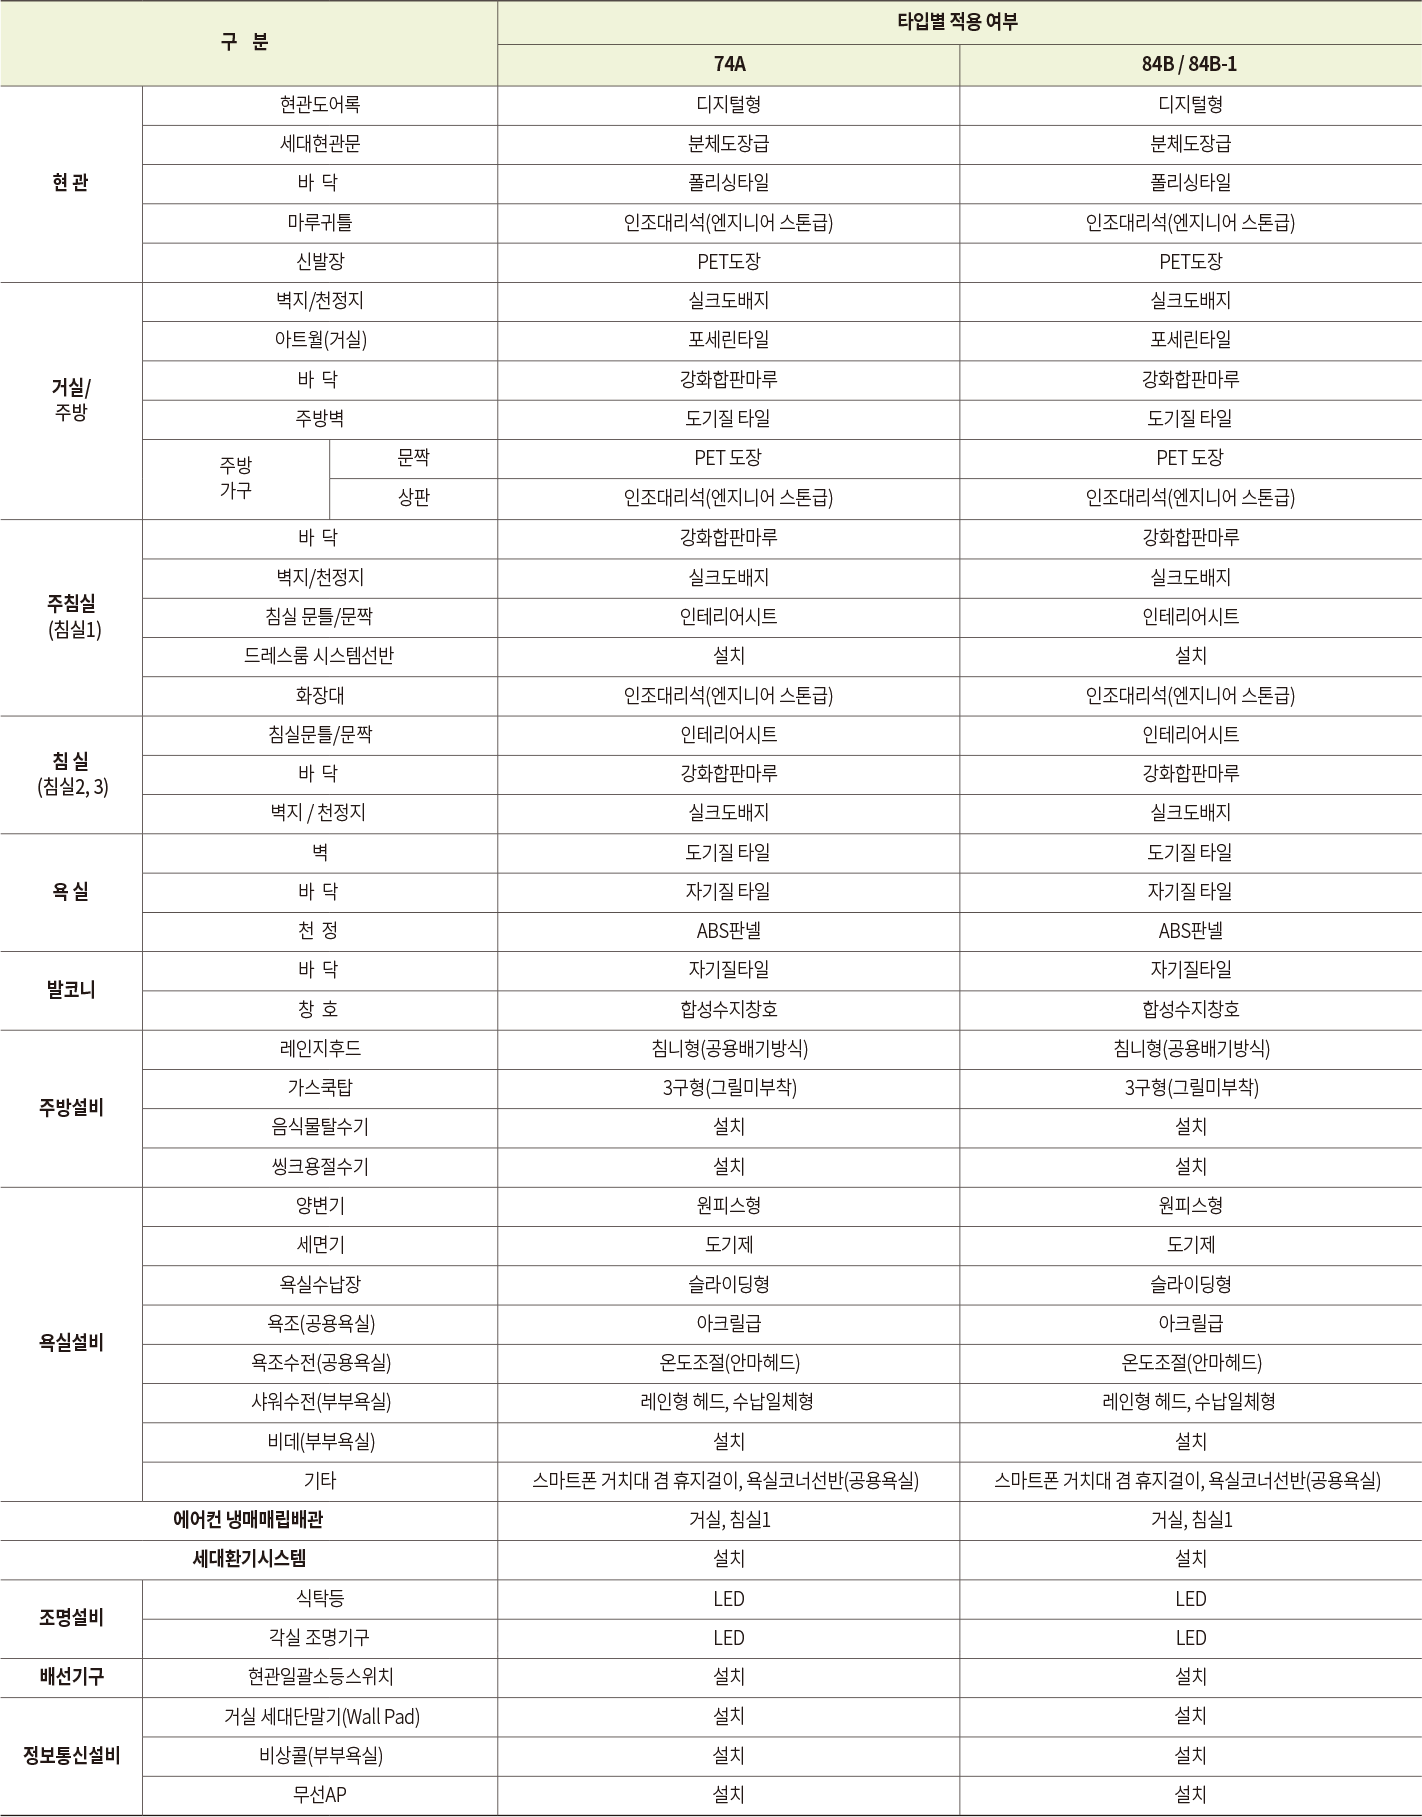 구 분
타입별 적용 여부
74A
84B / 84B-1
현 관
현관도어록 디지털형 디지털형
세대현관문 분체도장급 분체도장급
바 닥 폴리싱타일 폴리싱타일
마루귀틀 인조대리석(엔지니어 스톤급) 인조대리석(엔지니어 스톤급)
신발장 PET도장 PET도장
거실/
주방
벽지/천정지 실크도배지 실크도배지
아트월(거실) 포세린타일 포세린타일
바 닥 강화합판마루 강화합판마루
주방벽 도기질 타일 도기질 타일
주방
가구
문짝 PET 도장 PET 도장
상판 인조대리석(엔지니어 스톤급) 인조대리석(엔지니어 스톤급)
주침실
(침실1)
바 닥 강화합판마루 강화합판마루
벽지/천정지 실크도배지 실크도배지
침실 문틀/문짝 인테리어시트 인테리어시트
드레스룸 시스템선반 설치 설치
화장대 인조대리석(엔지니어 스톤급) 인조대리석(엔지니어 스톤급)
침 실
(침실2, 3)
침실문틀/문짝 인테리어시트 인테리어시트
바 닥 강화합판마루 강화합판마루
벽지 / 천정지 실크도배지 실크도배지
욕 실
벽 도기질 타일 도기질 타일
바 닥 자기질 타일 자기질 타일
천 정 ABS판넬 ABS판넬
발코니
바 닥 자기질타일 자기질타일
창 호 합성수지창호 합성수지창호
주방설비
레인지후드 침니형(공용배기방식) 침니형(공용배기방식)
가스쿡탑 3구형(그릴미부착) 3구형(그릴미부착)
음식물탈수기 설치 설치
씽크용절수기 설치 설치
욕실설비
양변기 원피스형 원피스형
세면기 도기제 도기제
욕실수납장 슬라이딩형 슬라이딩형
욕조(공용욕실) 아크릴급 아크릴급
욕조수전(공용욕실) 온도조절(안마헤드) 온도조절(안마헤드)
샤워수전(부부욕실) 레인형 헤드, 수납일체형 레인형 헤드, 수납일체형
비데(부부욕실) 설치 설치
기타 스마트폰 거치대 겸 휴지걸이, 욕실코너선반(공용욕실) 스마트폰 거치대 겸 휴지걸이, 욕실코너선반(공용욕실)
에어컨 냉매매립배관 거실, 침실1 거실, 침실1
세대환기시스템 설치 설치
조명설비
식탁등 LED LED
각실 조명기구 LED LED
배선기구 현관일괄소등스위치 설치 설치
정보통신설비
거실 세대단말기(Wall Pad) 설치 설치
비상콜(부부욕실) 설치 설치
무선AP 설치 설치